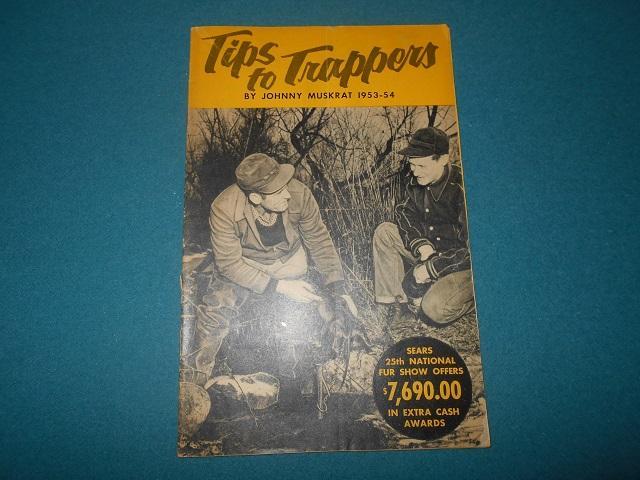 Tips
to Trappers
BY JOHNNY MUSKRAT 1953-54
SEARS
25th NATIONAL
FUR SHOW OFFERS
$7,690.00
IN EXTRA CASH
AWARDS